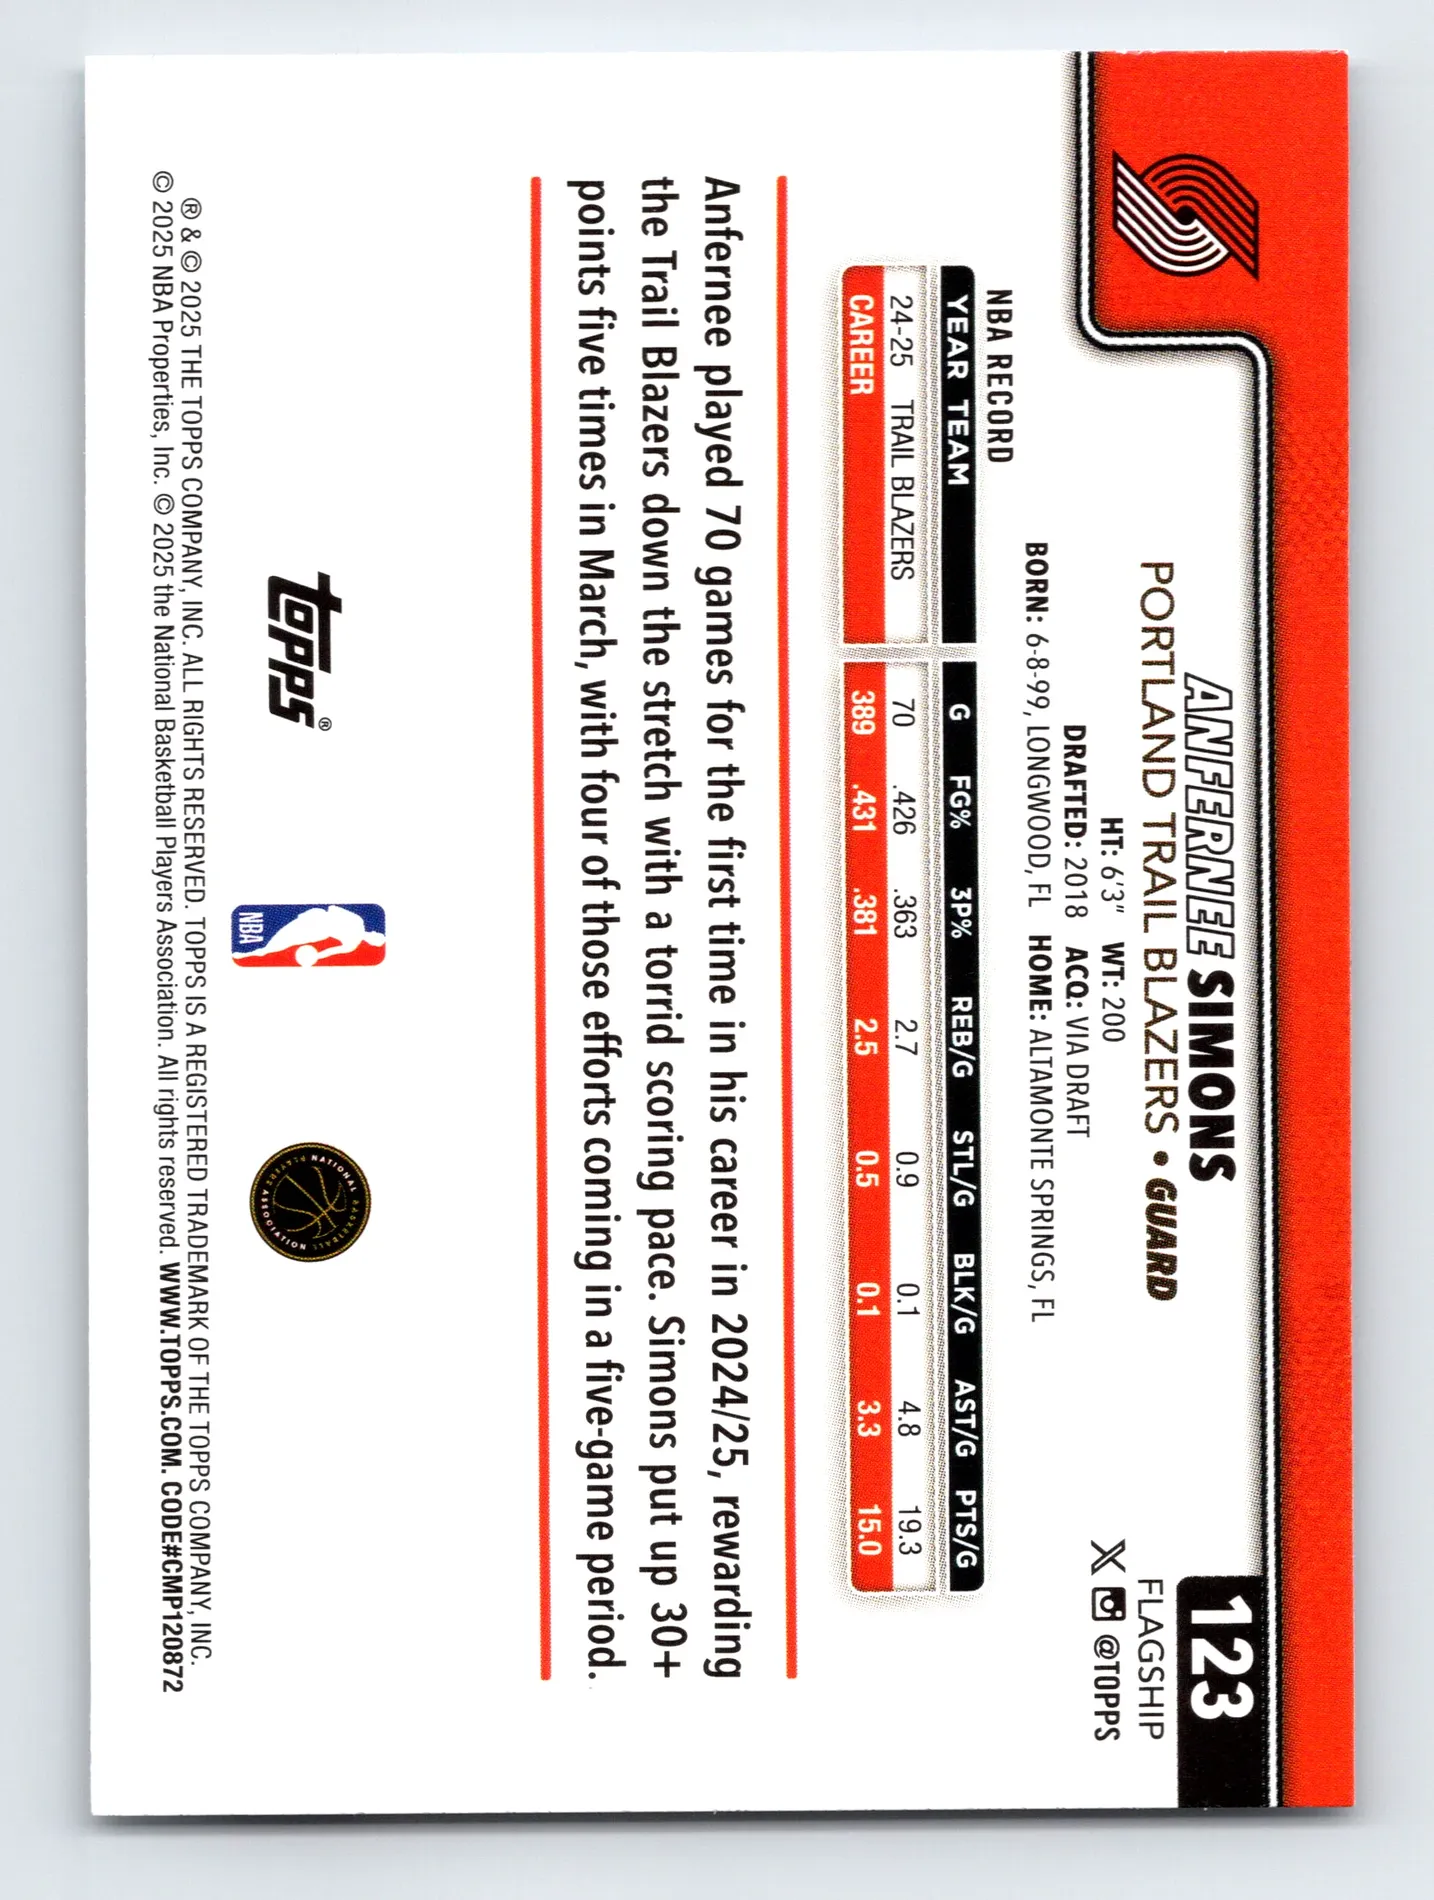 123
FLAGSHIP
@TOPPS
ANFERNEE SIMONS
PORTLAND TRAIL BLAZERS • GUARD
HT: 6'3" WT: 200
DRAFTED: 2018 ACQ: VIA DRAFT
BORN: 6-8-99, LONGWOOD, FL HOME: ALTAMONTE SPRINGS, FL
NBA RECORD
YEAR TEAM G FG% 3P% REB/G STL/G BLK/G AST/G PTS/G
24-25 TRAIL BLAZERS 70 .426 .363 2.7 0.9 0.1 4.8 19.3
CAREER 389 .431 .381 2.5 0.5 0.1 3.3 15.0
Anfernee played 70 games for the first time in his career in 2024/25, rewarding
the Trail Blazers down the stretch with a torrid scoring pace. Simons put up 30+
points five times in March, with four of those efforts coming in a five-game period.
topps®
NBA
NATIONAL BASKETBALL PLAYERS ASSOCIATION
® & © 2025 THE TOPPS COMPANY, INC. ALL RIGHTS RESERVED. TOPPS IS A REGISTERED TRADEMARK OF THE TOPPS COMPANY, INC.
© 2025 NBA Properties, Inc. © 2025 the National Basketball Players Association. All rights reserved. WWW.TOPPS.COM. CODE#CMP120872